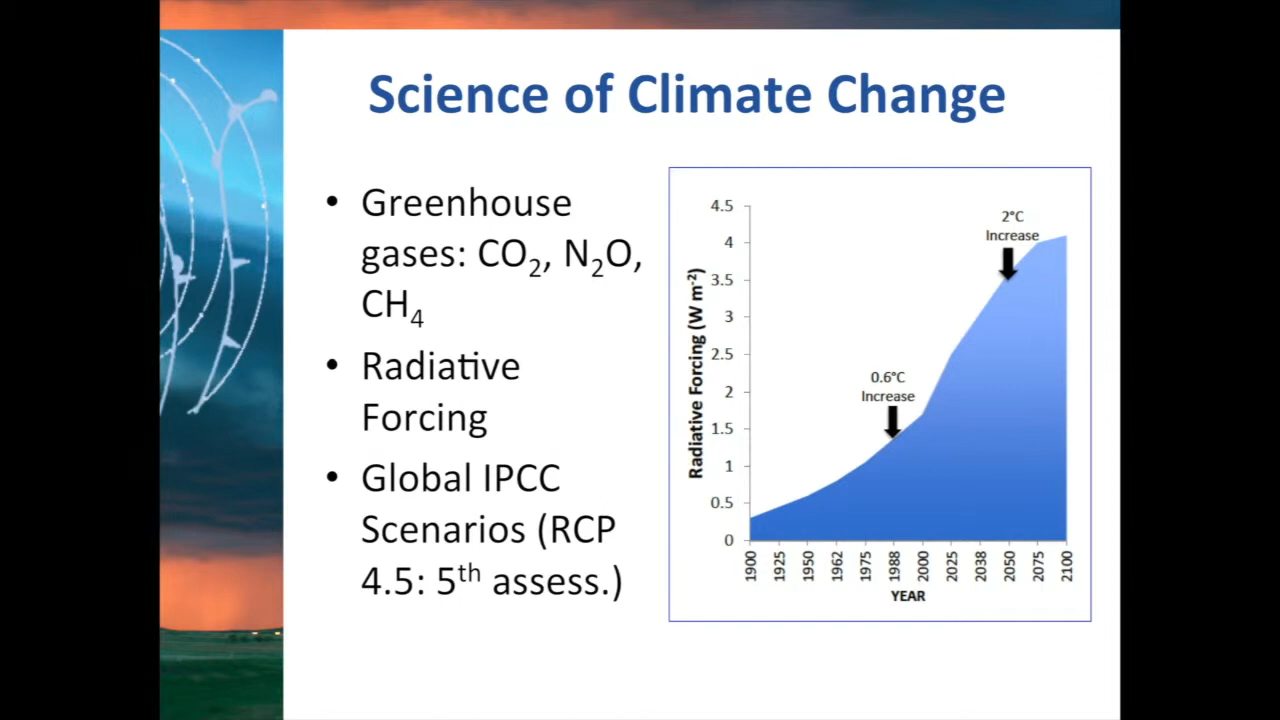 Science of Climate Change
• Greenhouse
gases: CO₂, N₂O,
CH₄
• Radiative
Forcing
• Global IPCC
Scenarios (RCP
4.5: 5ᵗʰ assess.)
Radiative Forcing (W m⁻²)
4.5
4
3.5
3
2.5
2
1.5
1
0.5
0
2°C
Increase
0.6°C
Increase
1900
1925
1950
1962
1975
1988
2000
2025
2038
2050
2075
2100
YEAR